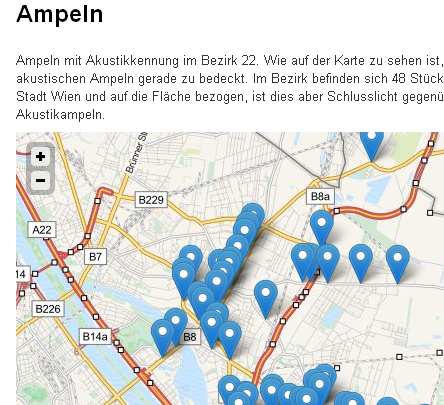 Ampeln
Ampeln mit Akustikkennung im Bezirk 22. Wie auf der Karte zu sehen ist,
akustischen Ampeln gerade zu bedeckt. Im Bezirk befinden sich 48 Stück
Stadt Wien und auf die Fläche bezogen, ist dies aber Schlusslicht gegenü
Akustikampeln.
+
−
Brünner Str
B8a
B229
A22
B7
14
B226
B14a
B8